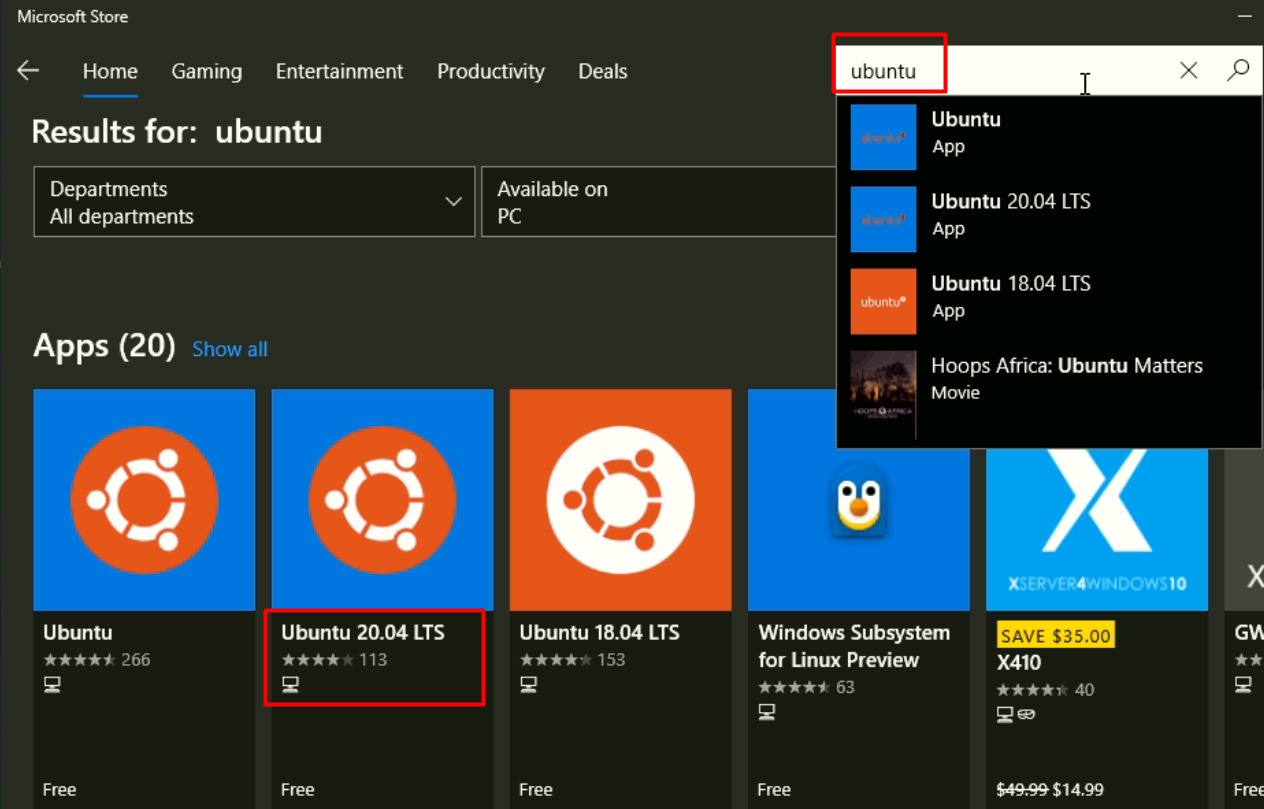 Microsoft Store
Home Gaming Entertainment Productivity Deals
ubuntu
Results for: ubuntu
Departments
All departments
Available on
PC
Ubuntu
App
Ubuntu 20.04 LTS
App
ubuntu
Ubuntu 18.04 LTS
App
HOOPS AFRICA
Hoops Africa: Ubuntu Matters
Movie
Apps (20) Show all
XSERVER4WINDOWS10
X
Ubuntu
266
Free
Ubuntu 20.04 LTS
113
Free
Ubuntu 18.04 LTS
153
Free
Windows Subsystem
for Linux Preview
63
Free
SAVE $35.00
X410
40
$49.99 $14.99
GW
Free